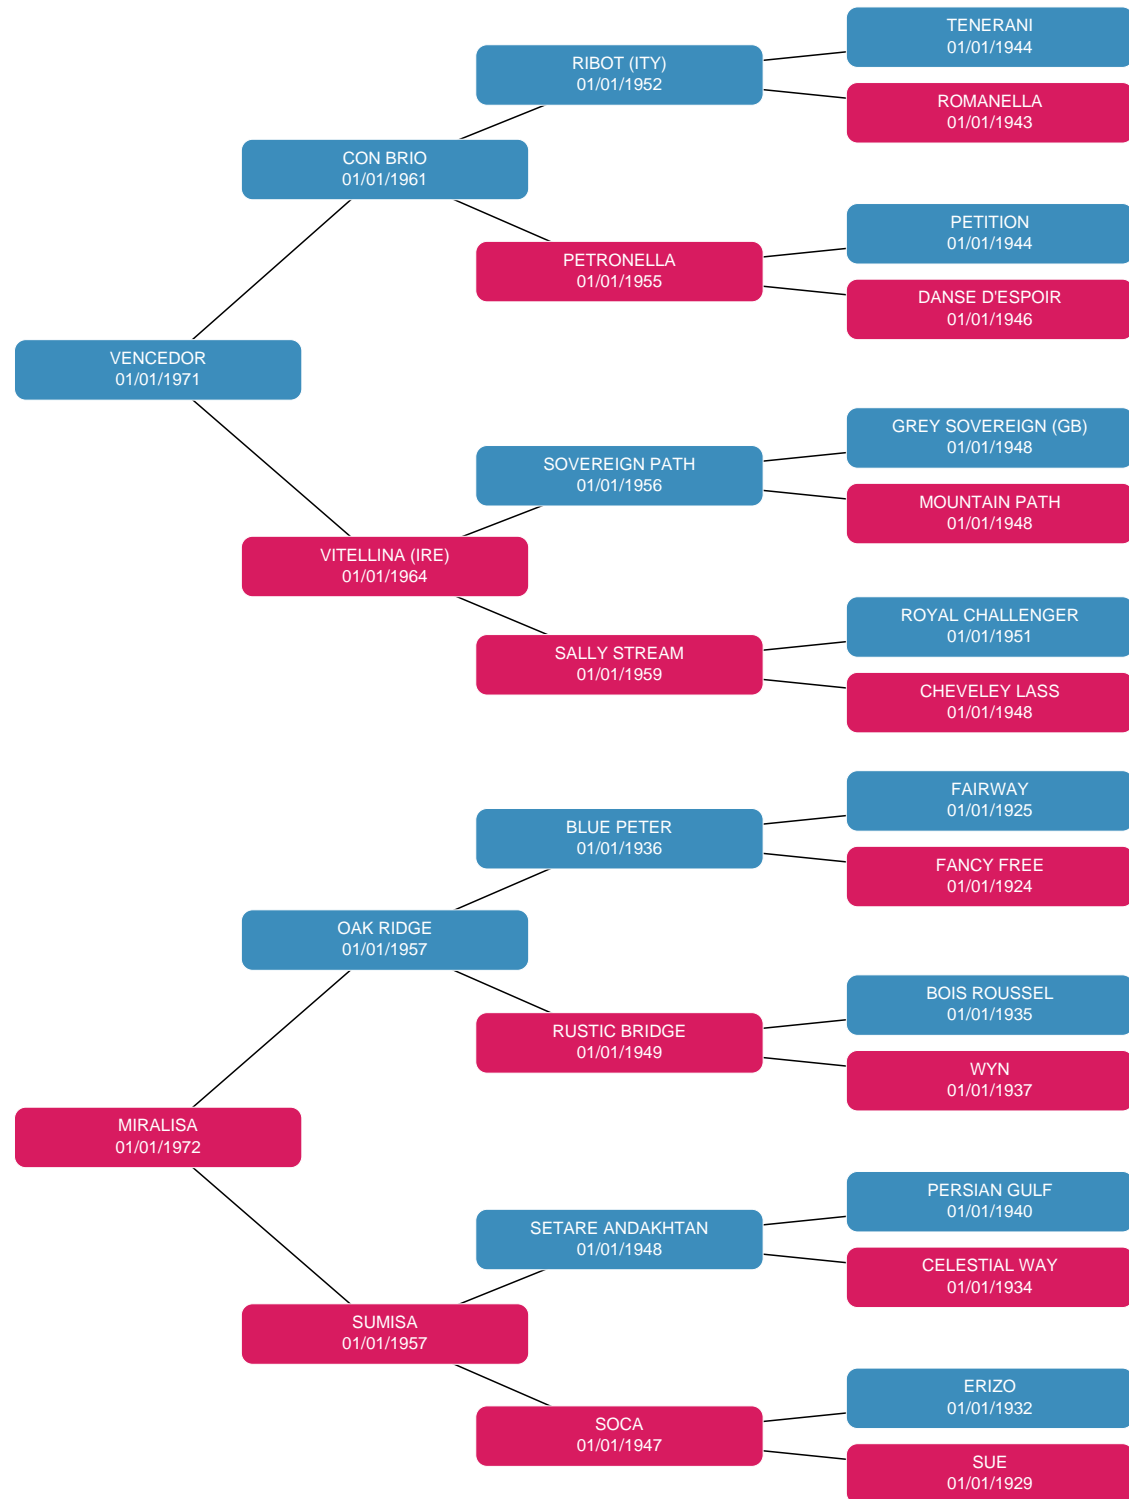 TENERANI
01/01/1944
RIBOT (ITY)
01/01/1952
ROMANELLA
01/01/1943
CON BRIO
01/01/1961
PETITION
01/01/1944
PETRONELLA
01/01/1955
DANSE D'ESPOIR
01/01/1946
VENCEDOR
01/01/1971
GREY SOVEREIGN (GB)
01/01/1948
SOVEREIGN PATH
01/01/1956
MOUNTAIN PATH
01/01/1948
VITELLINA (IRE)
01/01/1964
ROYAL CHALLENGER
01/01/1951
SALLY STREAM
01/01/1959
CHEVELEY LASS
01/01/1948
FAIRWAY
01/01/1925
BLUE PETER
01/01/1936
FANCY FREE
01/01/1924
OAK RIDGE
01/01/1957
BOIS ROUSSEL
01/01/1935
RUSTIC BRIDGE
01/01/1949
WYN
01/01/1937
MIRALISA
01/01/1972
PERSIAN GULF
01/01/1940
SETARE ANDAKHTAN
01/01/1948
CELESTIAL WAY
01/01/1934
SUMISA
01/01/1957
ERIZO
01/01/1932
SOCA
01/01/1947
SUE
01/01/1929